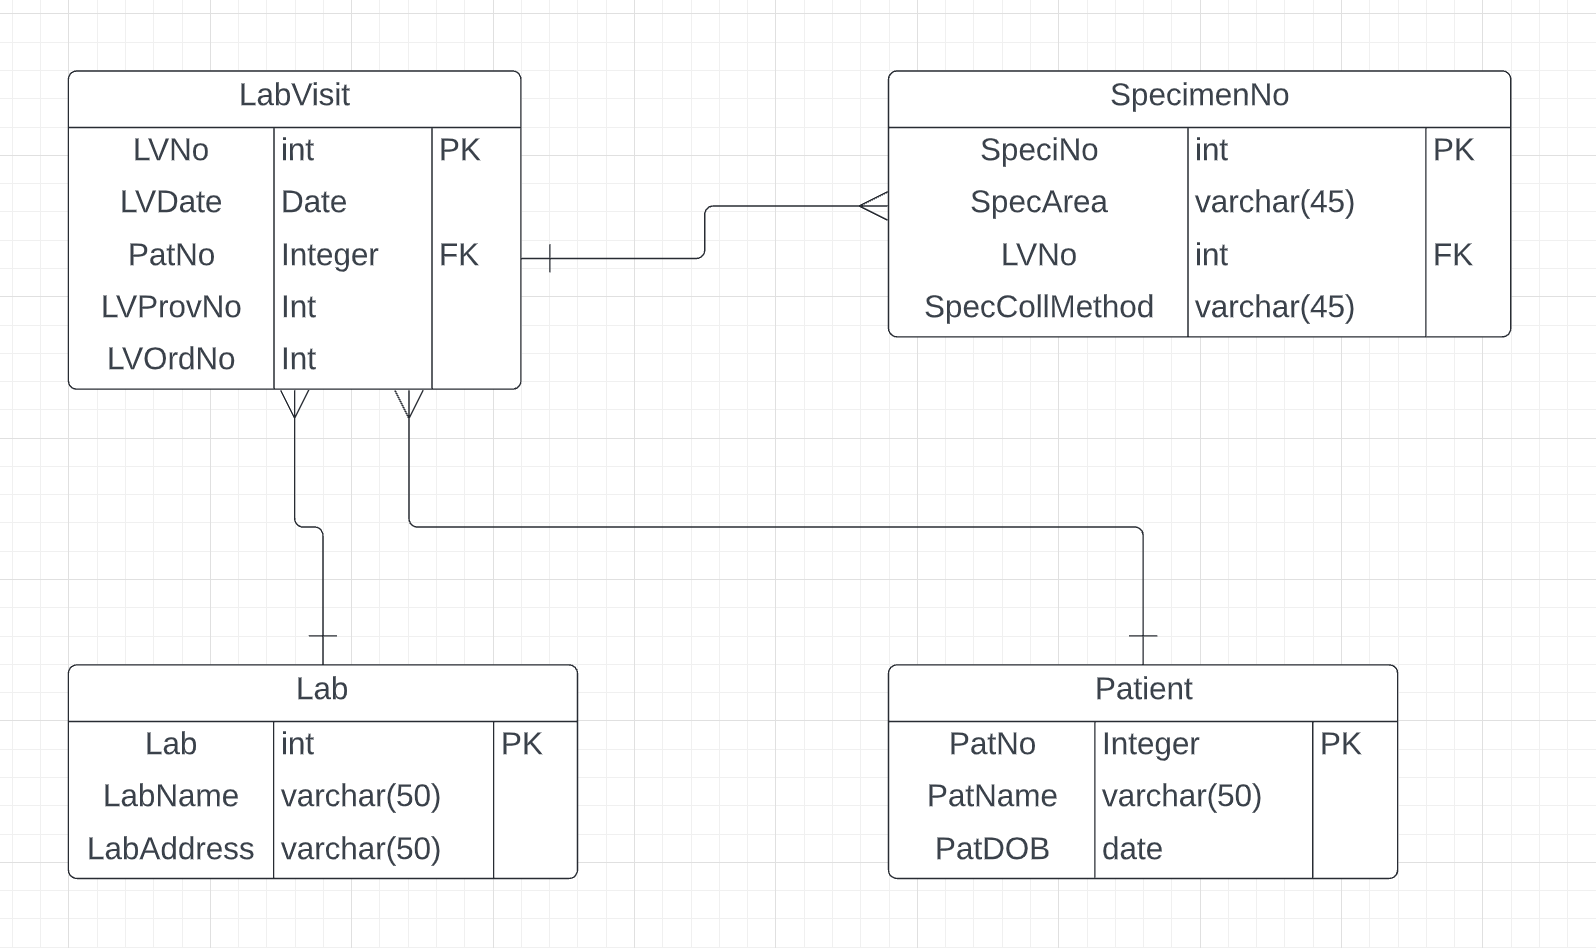 LabVisit
LVNo int PK
LVDate Date
PatNo Integer FK
LVProvNo Int
LVOrdNo Int
SpecimenNo
SpeciNo int PK
SpecArea varchar(45)
LVNo int FK
SpecCollMethod varchar(45)
Lab
Lab int PK
LabName varchar(50)
LabAddress varchar(50)
Patient
PatNo Integer PK
PatName varchar(50)
PatDOB date